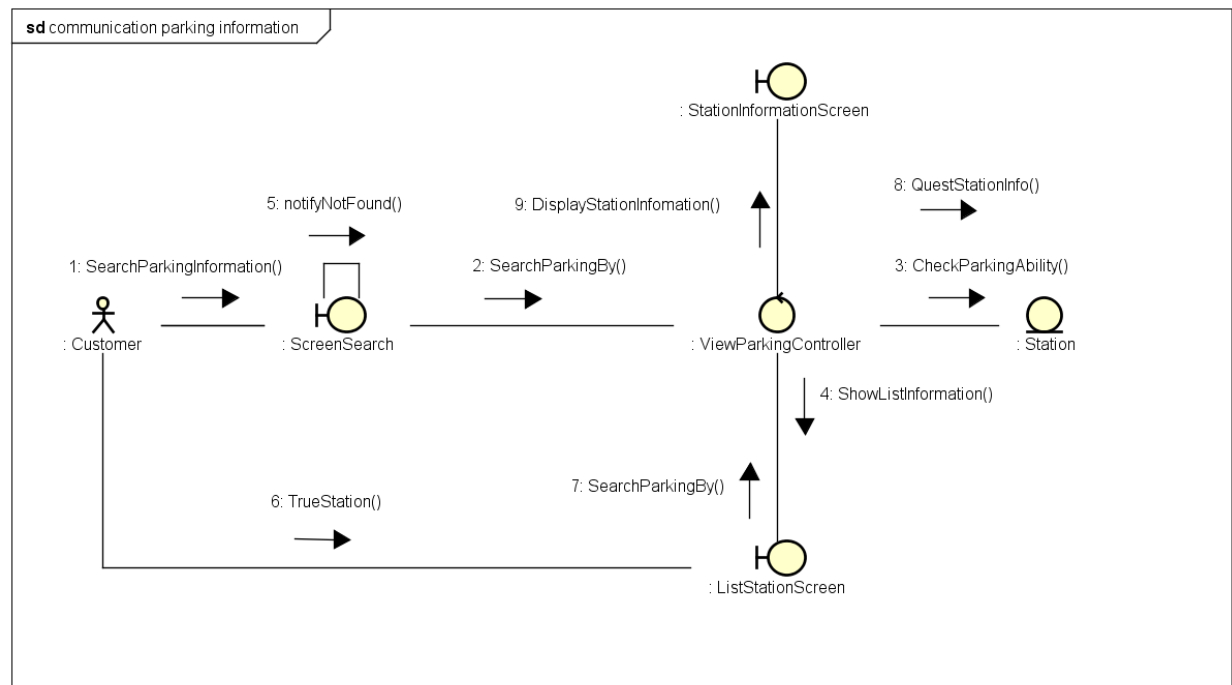 sd communication parking information
: StationInformationScreen
8: QuestStationInfo()
5: notifyNotFound()
9: DisplayStationInfomation()
1: SearchParkingInformation()
2: SearchParkingBy()
3: CheckParkingAbility()
: Customer
: ScreenSearch
: ViewParkingController
: Station
4: ShowListInformation()
7: SearchParkingBy()
6: TrueStation()
: ListStationScreen